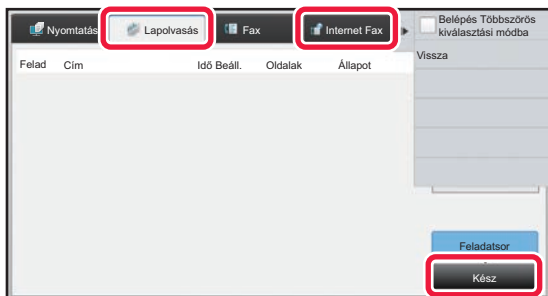 Nyomtatás Lapolvasás Fax Internet Fax
Belépés Többszörös
kiválasztási módba
Vissza
Felad Cím Idő Beáll. Oldalak Állapot
Feladatsor
Kész